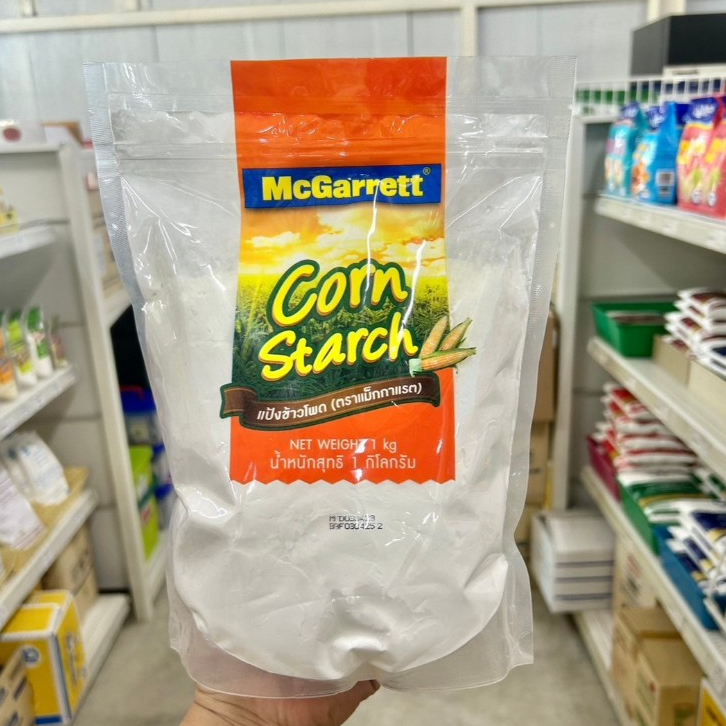 McGarrett®
Corn
Starch
แป้งข้าวโพด (ตราแม็กกาแรต)
NET WEIGHT 1 kg
น้ำหนักสุทธิ 1 กิโลกรัม